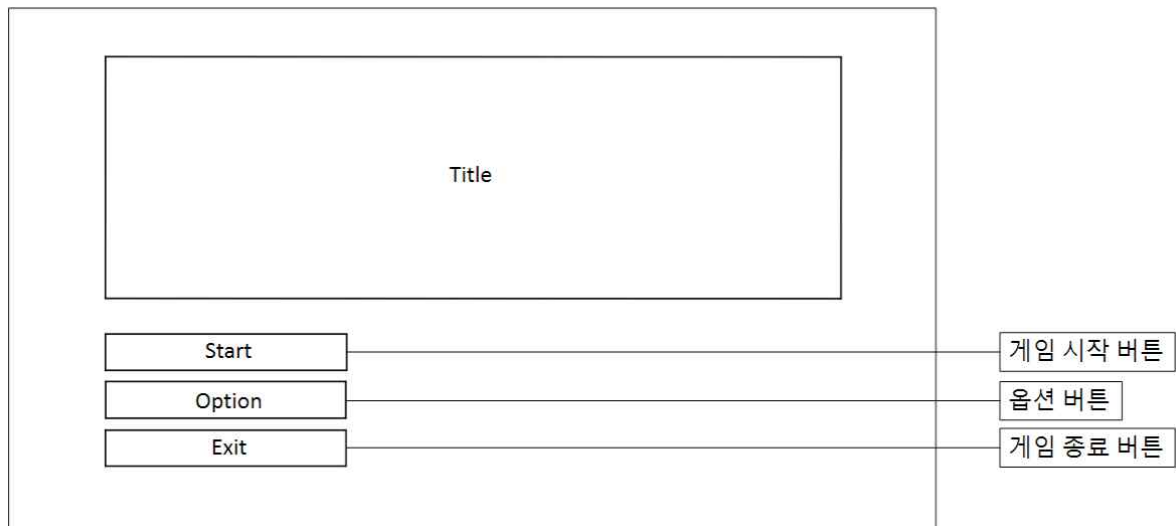 Title
Start
게임 시작 버튼
Option
옵션 버튼
Exit
게임 종료 버튼